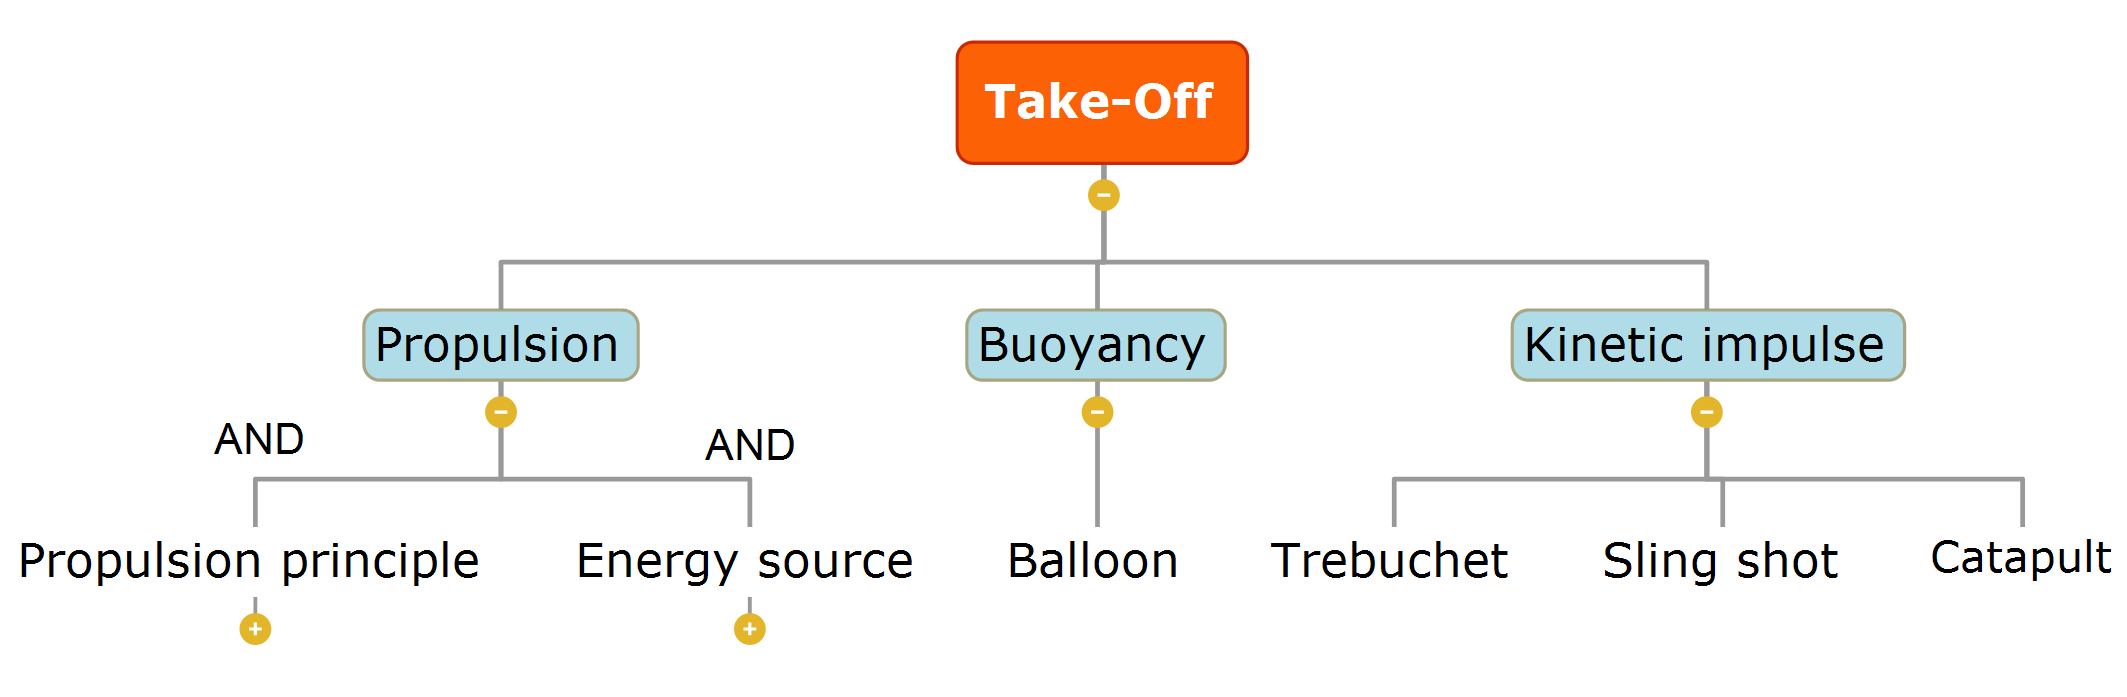 Take-Off
Propulsion
Buoyancy
Kinetic impulse
AND
AND
Propulsion principle
Energy source
Balloon
Trebuchet
Sling shot
Catapult